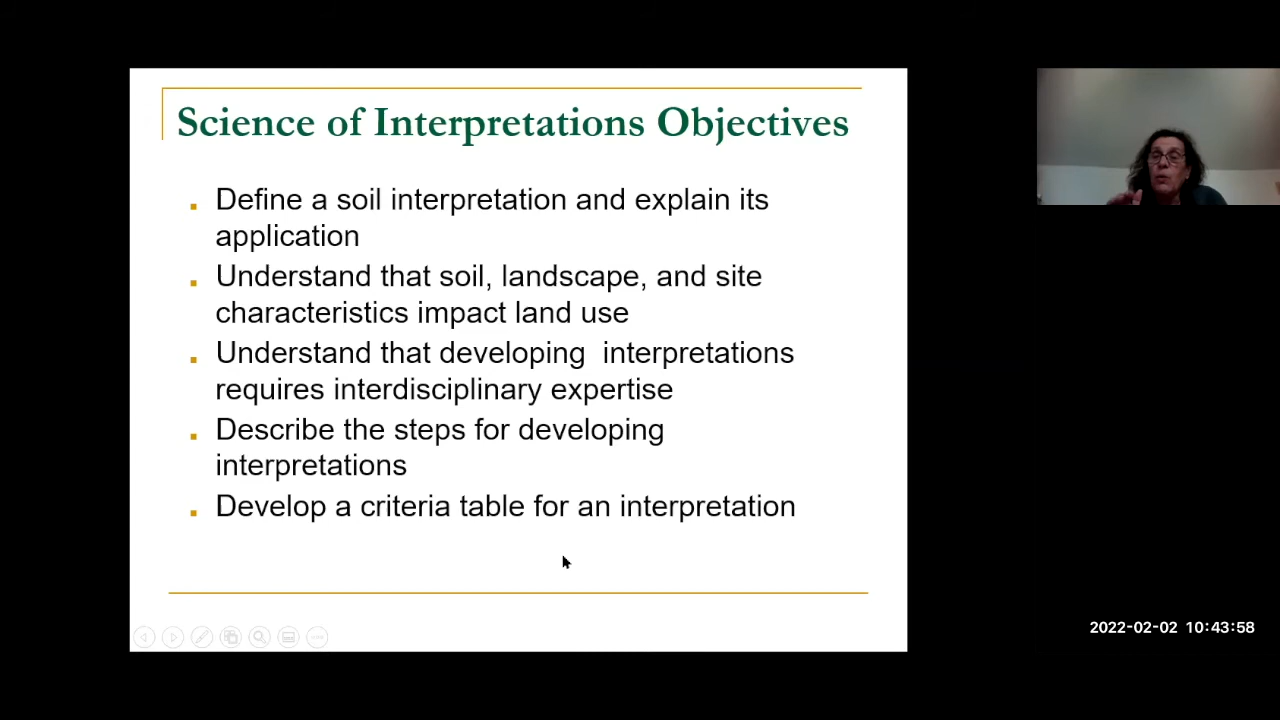 Science of Interpretations Objectives
Define a soil interpretation and explain its
application
Understand that soil, landscape, and site
characteristics impact land use
Understand that developing  interpretations
requires interdisciplinary expertise
Describe the steps for developing
interpretations
Develop a criteria table for an interpretation
2022-02-02 10:43:58